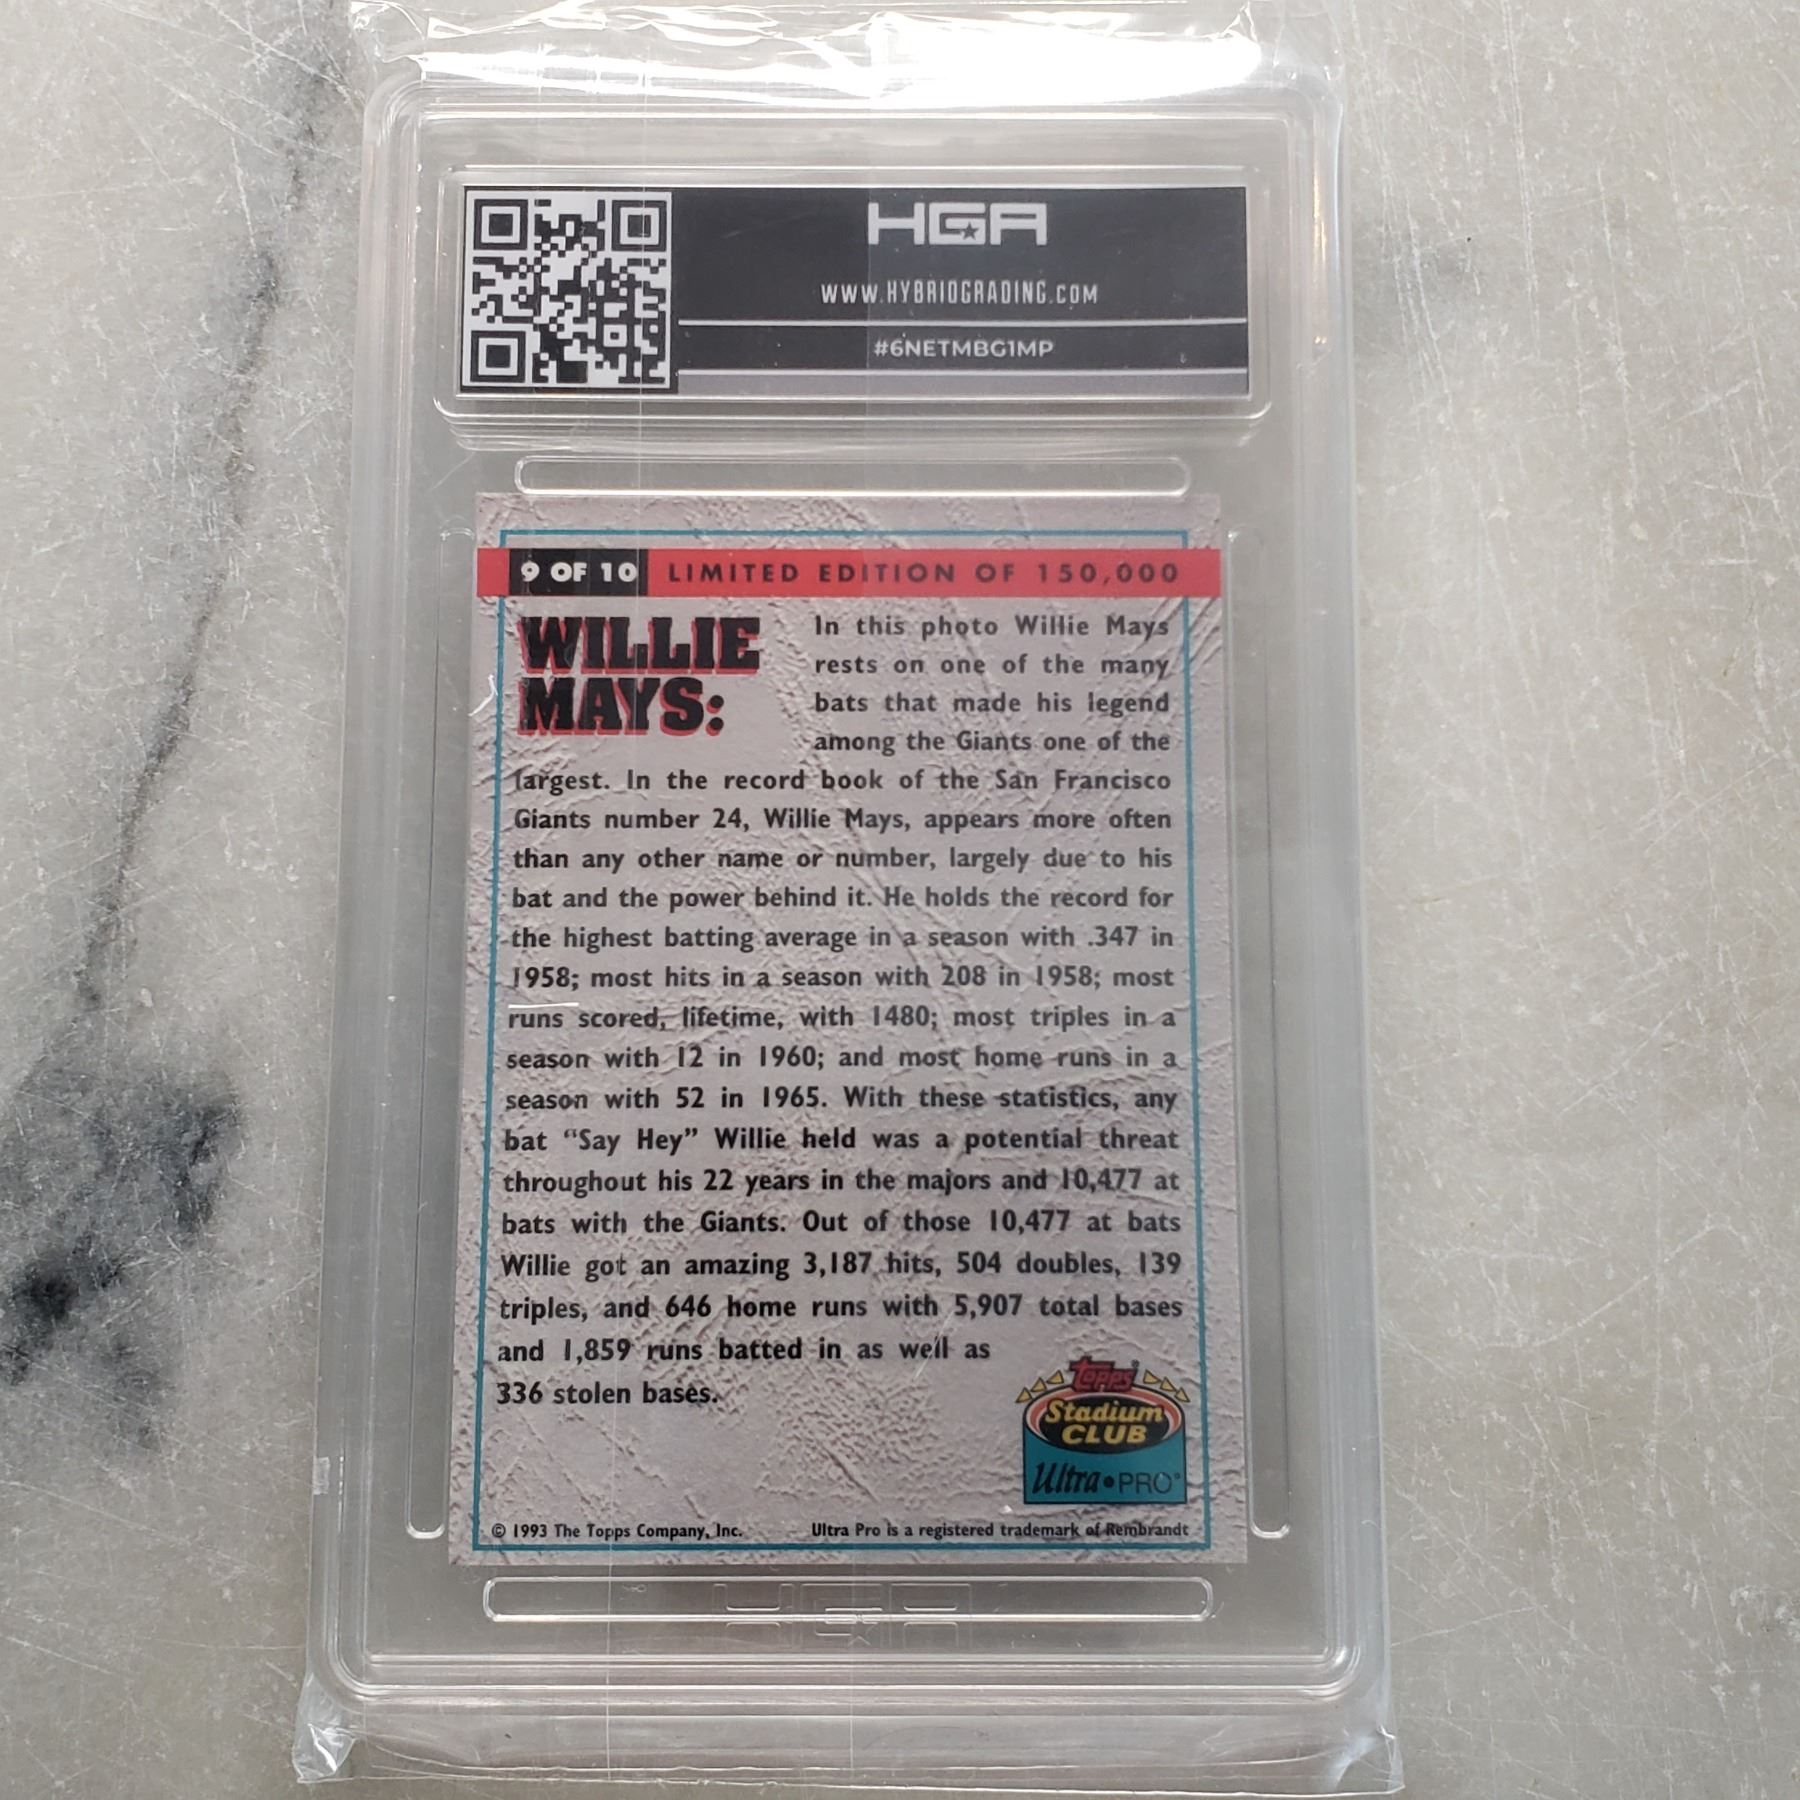 HGA
WWW.HYBRIDGRADING.COM
#6NETMBG1MP
9 OF 10 LIMITED EDITION OF 150,000
WILLIE
MAYS:
In this photo Willie Mays
rests on one of the many
bats that made his legend
among the Giants one of the
largest. In the record book of the San Francisco
Giants number 24, Willie Mays, appears more often
than any other name or number, largely due to his
bat and the power behind it. He holds the record for
the highest batting average in a season with .347 in
1958; most hits in a season with 208 in 1958; most
runs scored, lifetime, with 1480; most triples in a
season with 12 in 1960; and most home runs in a
season with 52 in 1965. With these statistics, any
bat “Say Hey” Willie held was a potential threat
throughout his 22 years in the majors and 10,477 at
bats with the Giants. Out of those 10,477 at bats
Willie got an amazing 3,187 hits, 504 doubles, 139
triples, and 646 home runs with 5,907 total bases
and 1,859 runs batted in as well as
336 stolen bases.
Topps®
Stadium
CLUB
Ultra•PRO®
© 1993 The Topps Company, Inc. Ultra Pro is a registered trademark of Rembrandt
HGA